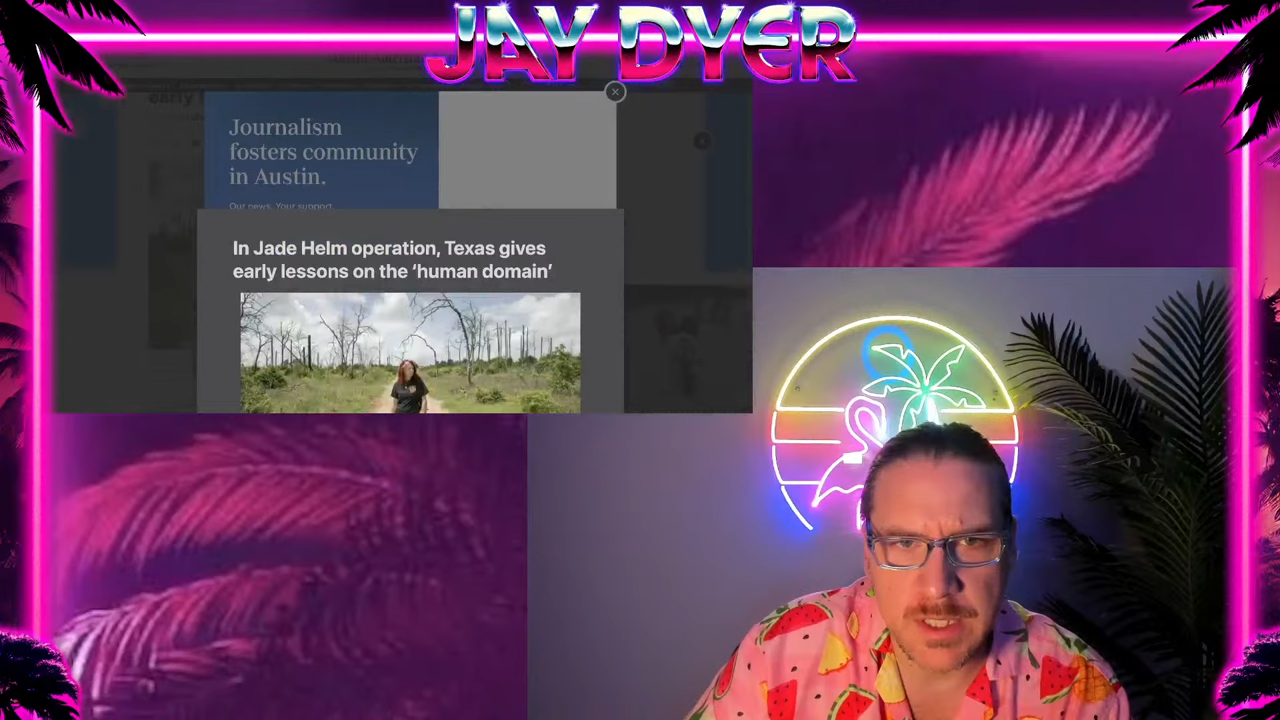 JAY DYER
Journalism
fosters community
in Austin.
Our news. Your support.
In Jade Helm operation, Texas gives
early lessons on the ‘human domain’